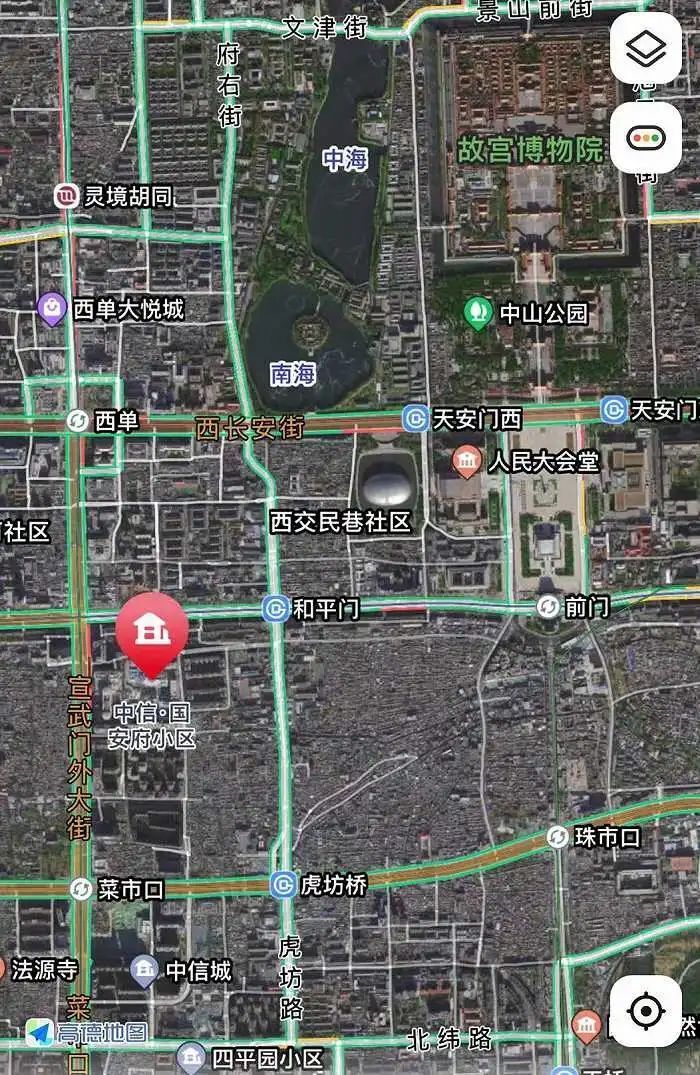 文津街
景山前街
府右街
中海
故宫博物院
街
灵境胡同
西单大悦城
中山公园
南海
西单
西长安街
天安门西
天安门
人民大会堂
西交民巷社区
社区
和平门
前门
中信·国
安府小区
宣武门外大街
珠市口
菜市口
虎坊桥
法源寺
中信城
虎坊路
菜
口
高德地图
北纬路
然
四平园小区